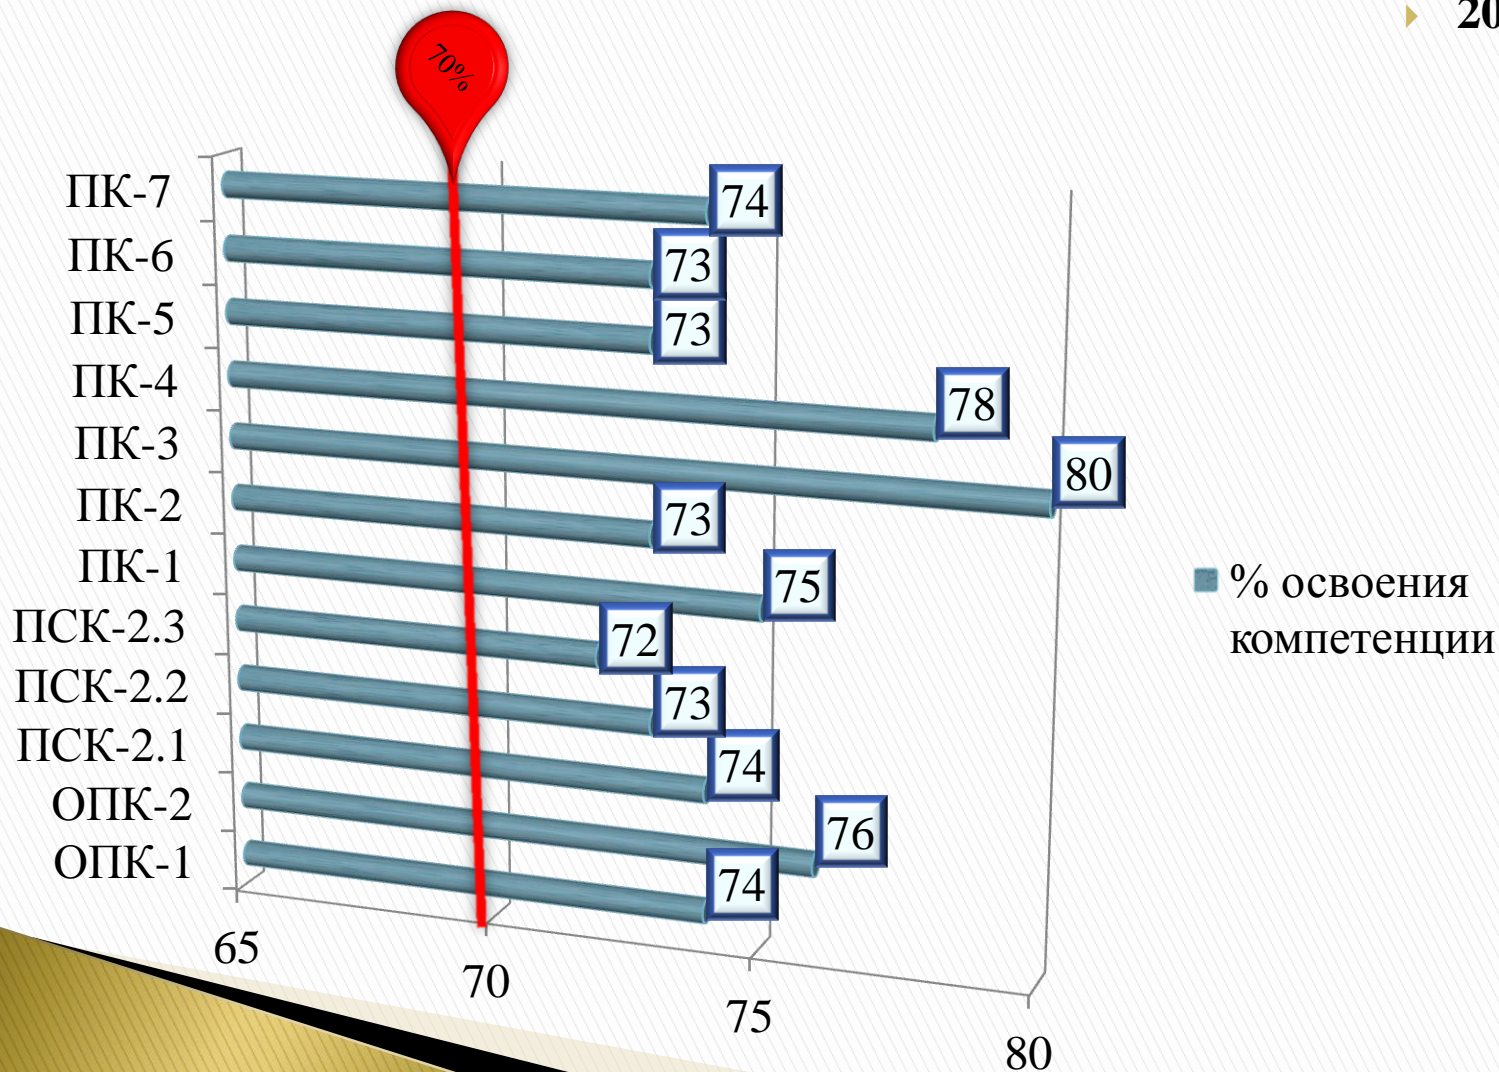 20
70%
ПК-7
74
ПК-6
73
ПК-5
73
ПК-4
78
ПК-3
80
ПК-2
73
ПК-1
75
ПСК-2.3
72
ПСК-2.2
73
ПСК-2.1
74
ОПК-2
76
ОПК-1
74
65
70
75
80
% освоения
компетенции